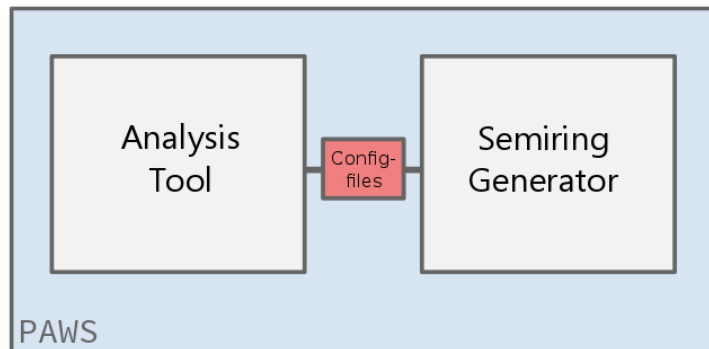 Analysis
Tool
Config-
files
Semiring
Generator
PAWS